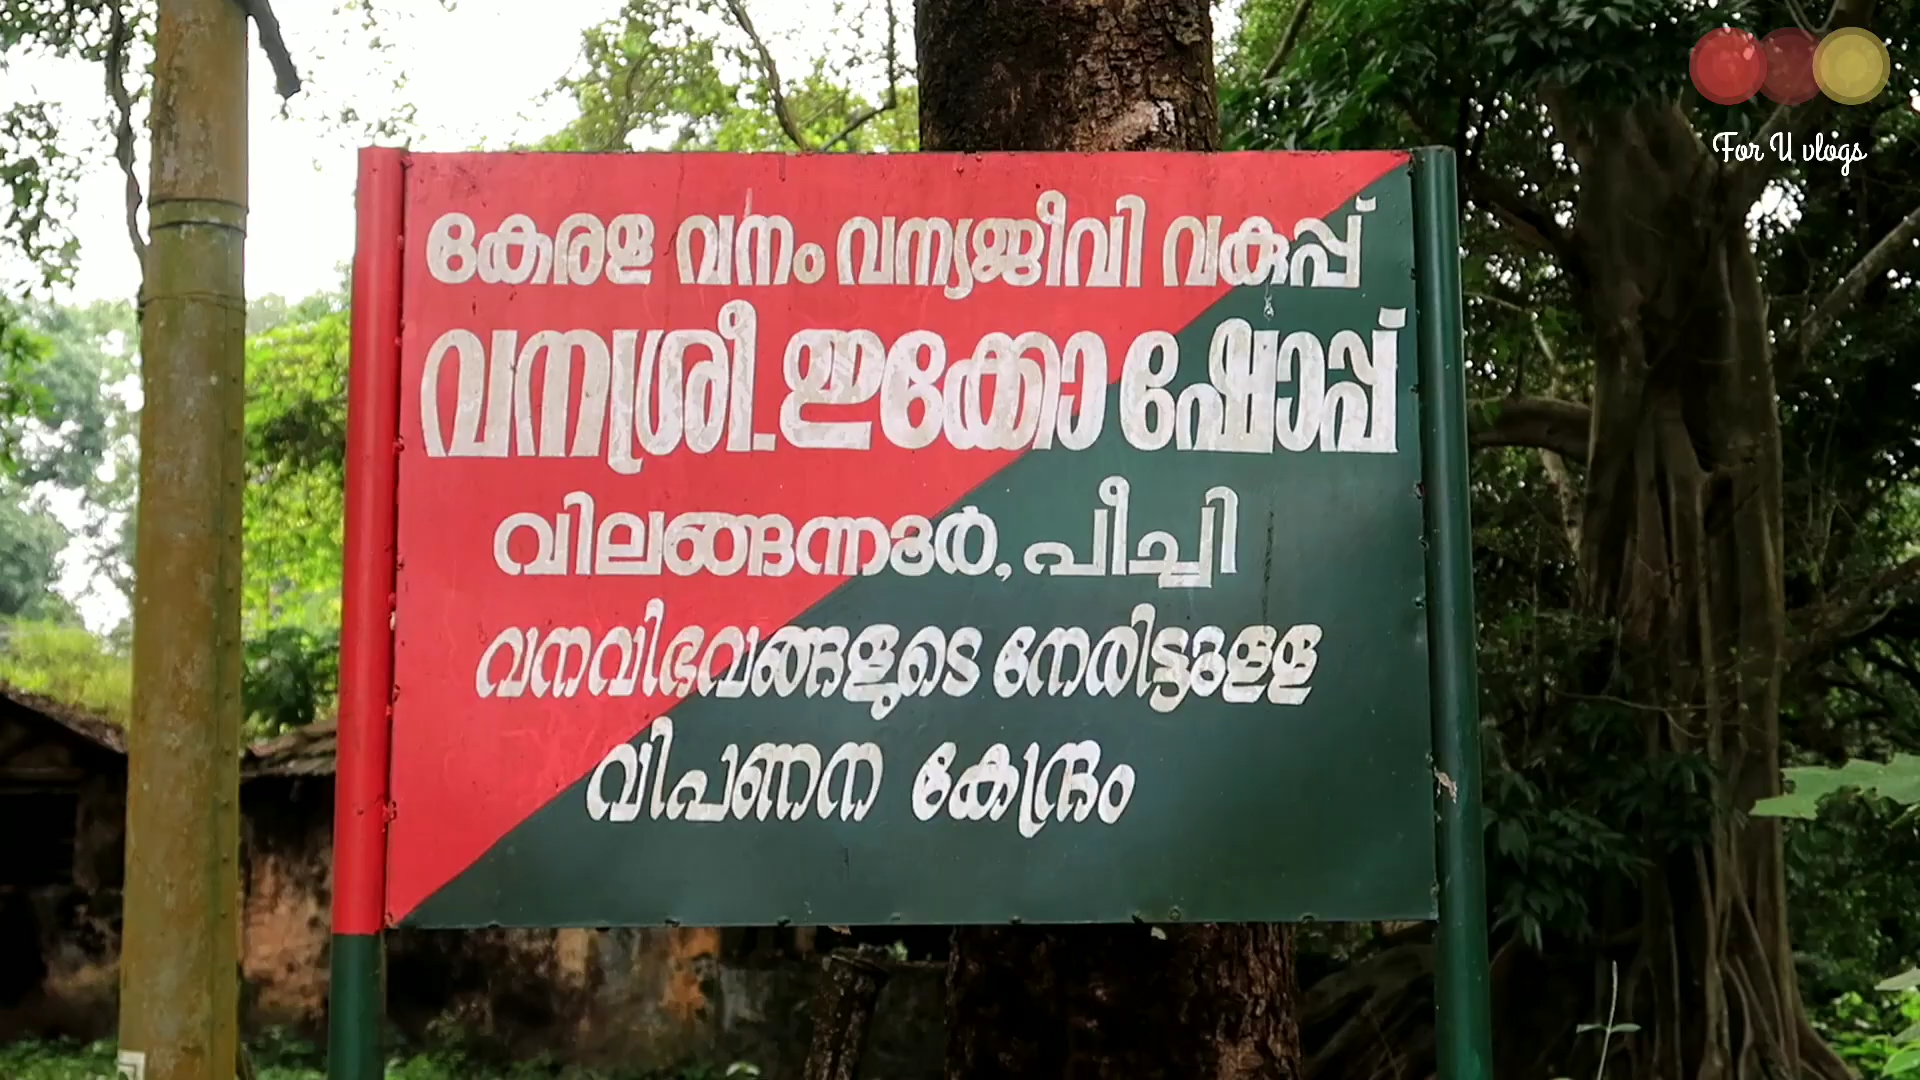 For U vlogs
കേരള വനം വന്യജീവി വകുപ്പ്
വനശ്രീ-ഇക്കോ ഷോപ്പ്
വിലങ്ങന്നൂർ, പീച്ചി
വനവിഭവങ്ങളുടെ നേരിട്ടുള്ള
വിപണന കേന്ദ്രം